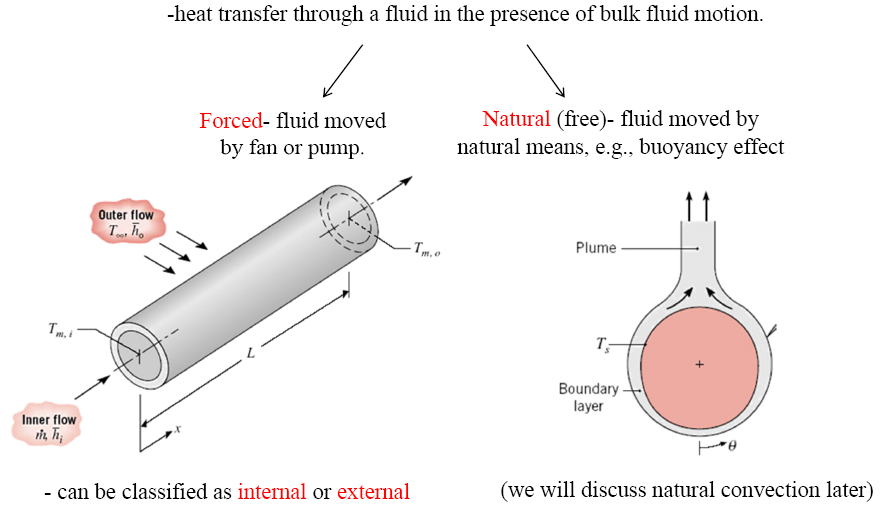 -heat transfer through a fluid in the presence of bulk fluid motion.
Forced- fluid moved
by fan or pump.
Natural (free)- fluid moved by
natural means, e.g., buoyancy effect
Outer flow
T∞, h̅o
Tm, o
Tm, i
L
x
Inner flow
ṁ, h̅i
Plume
Ts
+
Boundary
layer
θ
- can be classified as internal or external
(we will discuss natural convection later)